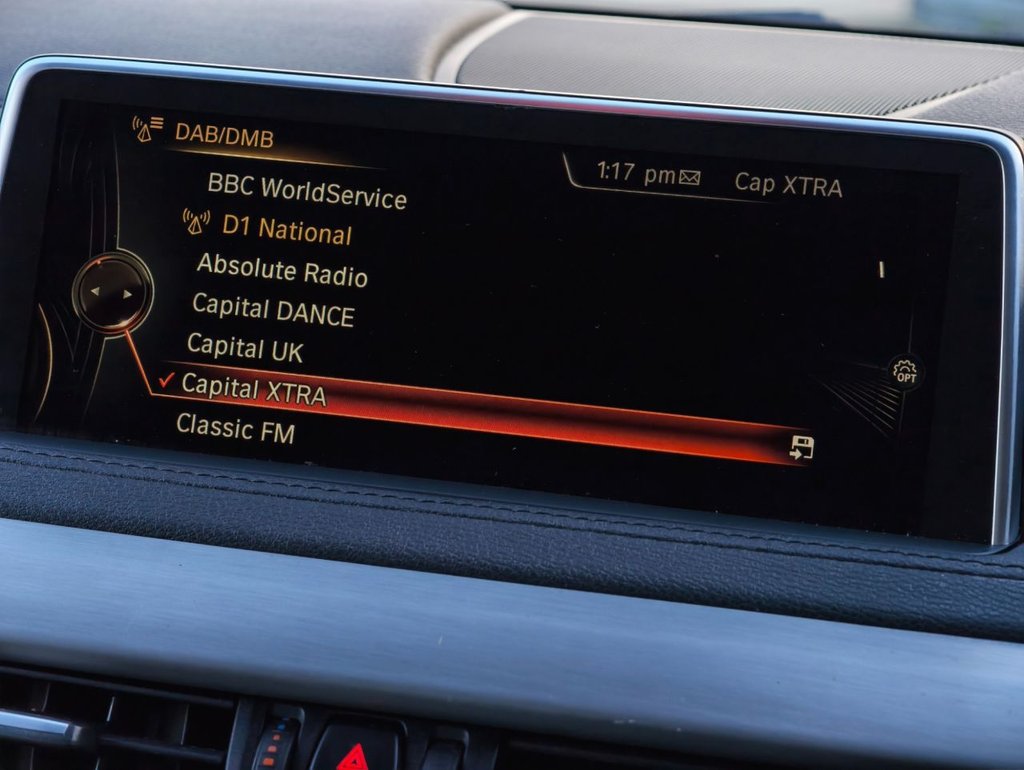 DAB/DMB
1:17 pm Cap XTRA
BBC WorldService
D1 National
Absolute Radio
Capital DANCE
Capital UK
Capital XTRA
Classic FM
OPT